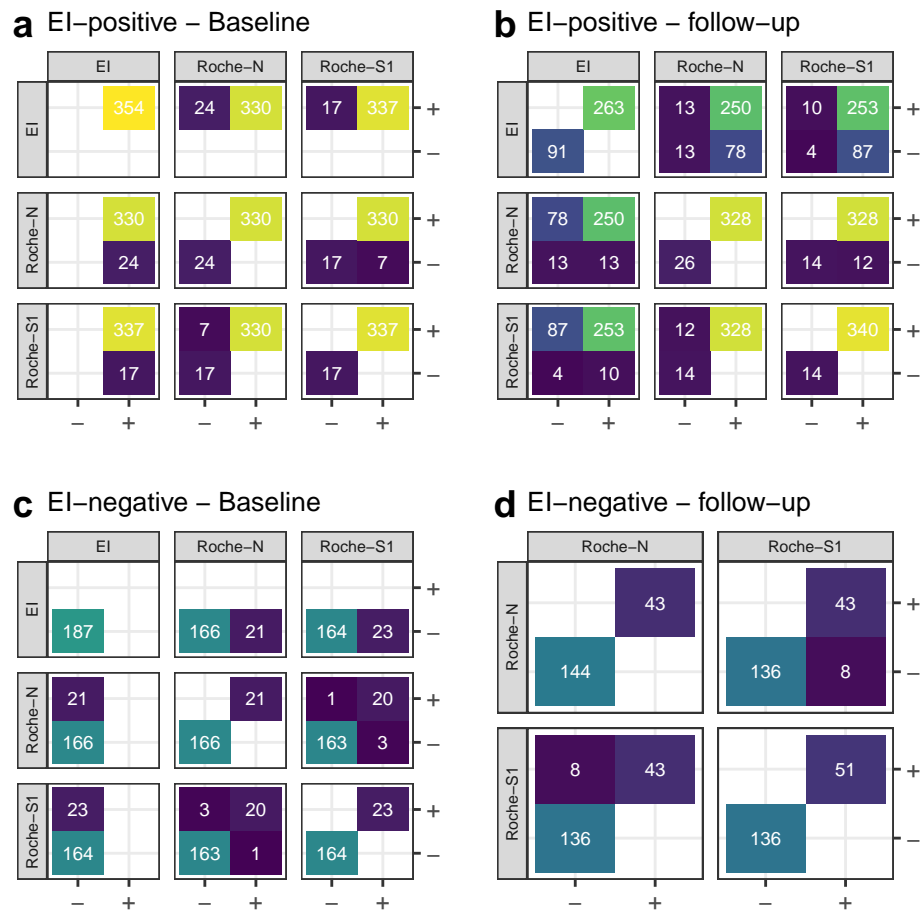 a EI−positive − Baseline
EI Roche−N Roche−S1
EI 354 24 330 17 337 +
−
Roche−N 330 330 330 +
24 24 17 7 −
Roche−S1 337 7 330 337 +
17 17 17 −
− + − + − +
b EI−positive − follow−up
EI Roche−N Roche−S1
EI 263 13 250 10 253 +
91 13 78 4 87 −
Roche−N 78 250 328 328 +
13 13 26 14 12 −
Roche−S1 87 253 12 328 340 +
4 10 14 14 −
− + − + − +
c EI−negative − Baseline
EI Roche−N Roche−S1
EI +
187 166 21 164 23 −
Roche−N 21 21 1 20 +
166 166 163 3 −
Roche−S1 23 3 20 23 +
164 163 1 164 −
− + − + − +
d EI−negative − follow−up
Roche−N Roche−S1
Roche−N 43 43 +
144 136 8 −
Roche−S1 8 43 51 +
136 136 −
− + − +